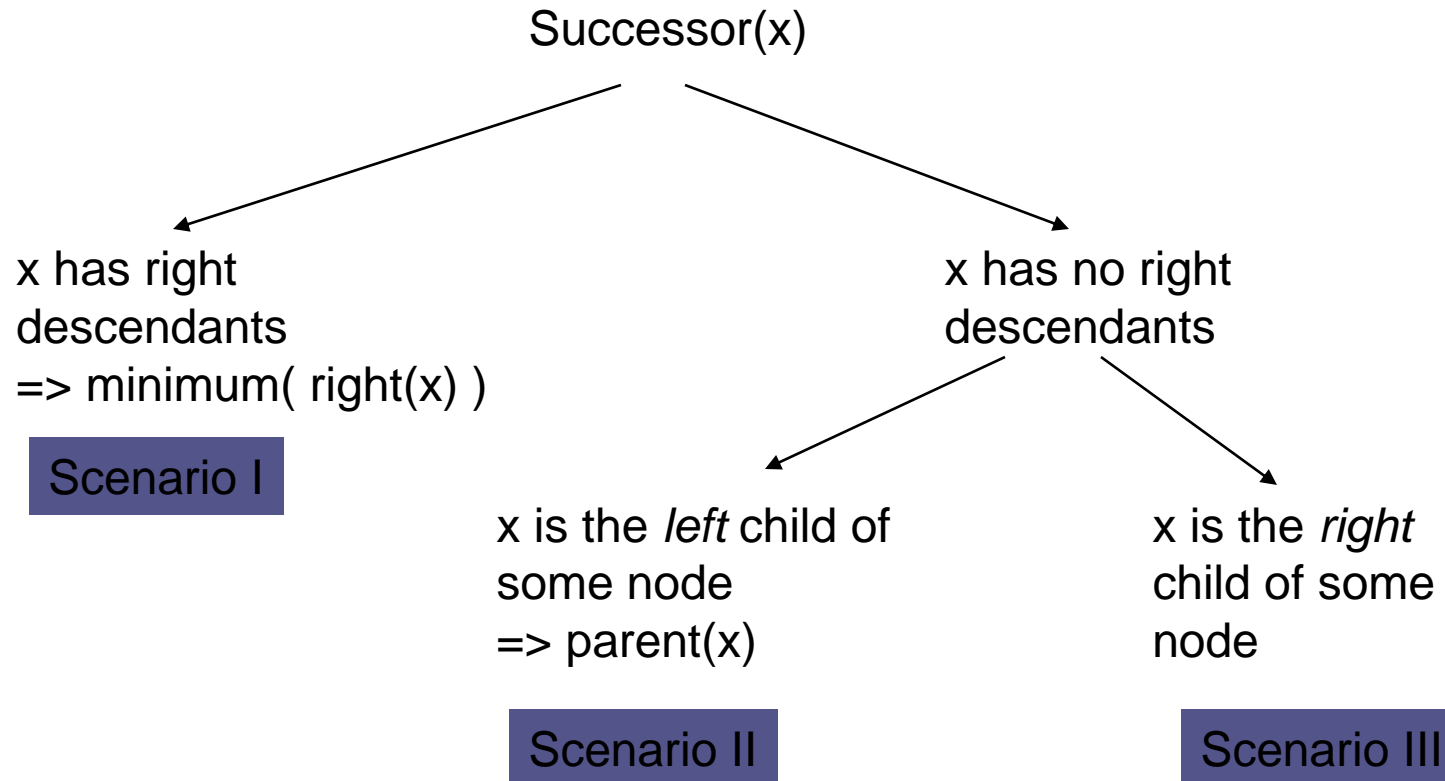 Successor(x)
x has right
descendants
=> minimum( right(x) )
Scenario I
x has no right
descendants
x is the left child of
some node
=> parent(x)
Scenario II
x is the right
child of some
node
Scenario III